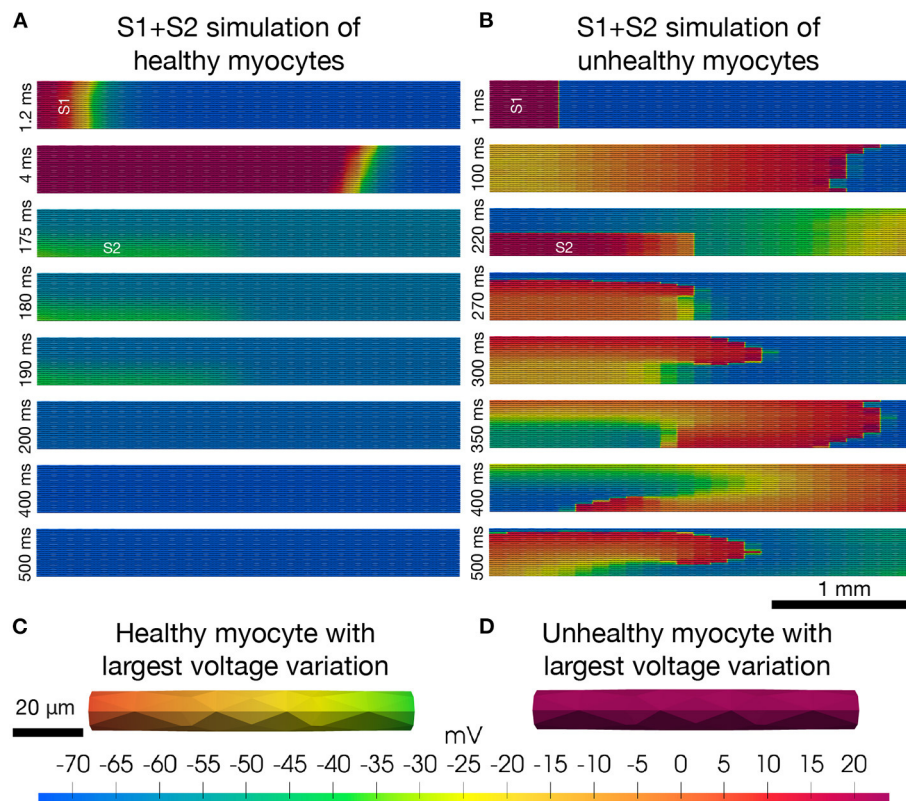 A
S1+S2 simulation of
healthy myocytes
1.2 ms
S1
4 ms
175 ms
S2
180 ms
190 ms
200 ms
400 ms
500 ms
B
S1+S2 simulation of
unhealthy myocytes
1 ms
S1
100 ms
220 ms
S2
270 ms
300 ms
350 ms
400 ms
500 ms
1 mm
C
Healthy myocyte with
largest voltage variation
20 µm
D
Unhealthy myocyte with
largest voltage variation
mV
-70 -65 -60 -55 -50 -45 -40 -35 -30 -25 -20 -15 -10 -5 0 5 10 15 20